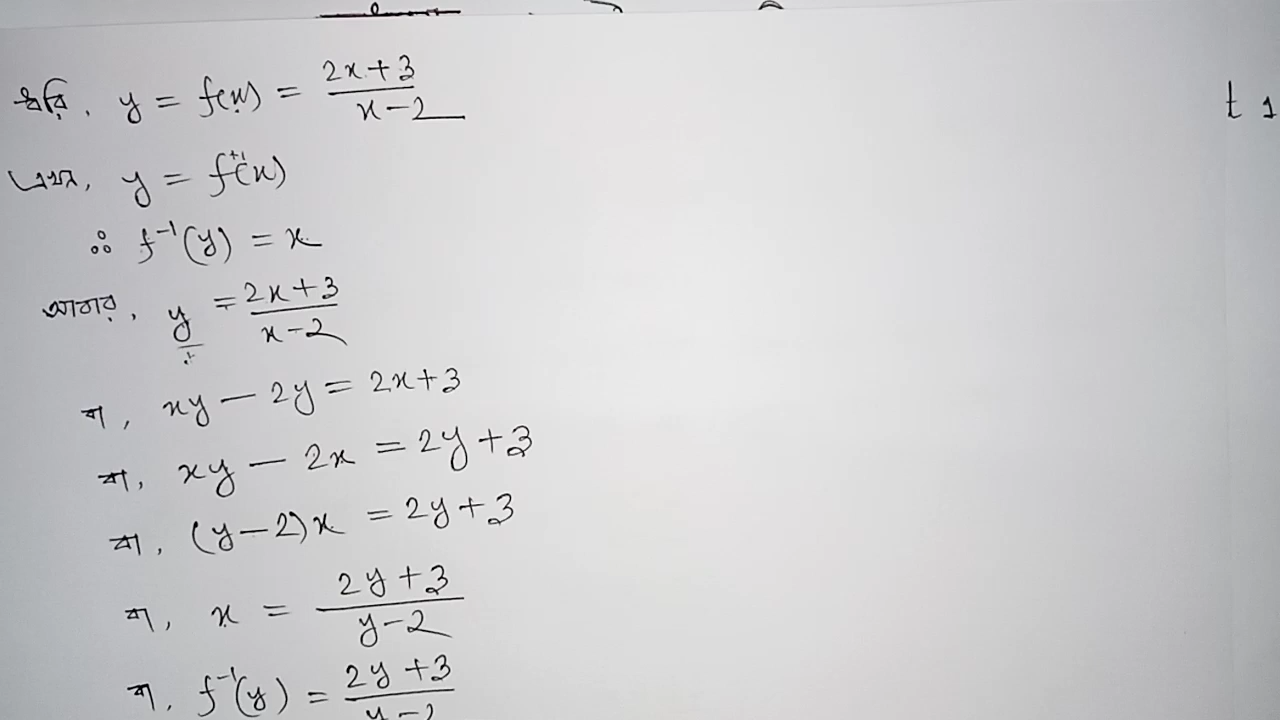 ধরি, y = f(x) = (2x+3)/(x-2)
এখন, y = f(x)
∴ f⁻¹(y) = x
আবার, y = (2x+3)/(x-2)
বা, xy - 2y = 2x+3
বা, xy - 2x = 2y+3
বা, (y-2)x = 2y+3
বা, x = (2y+3)/(y-2)
বা, f⁻¹(y) = (2y+3)/(y-2)